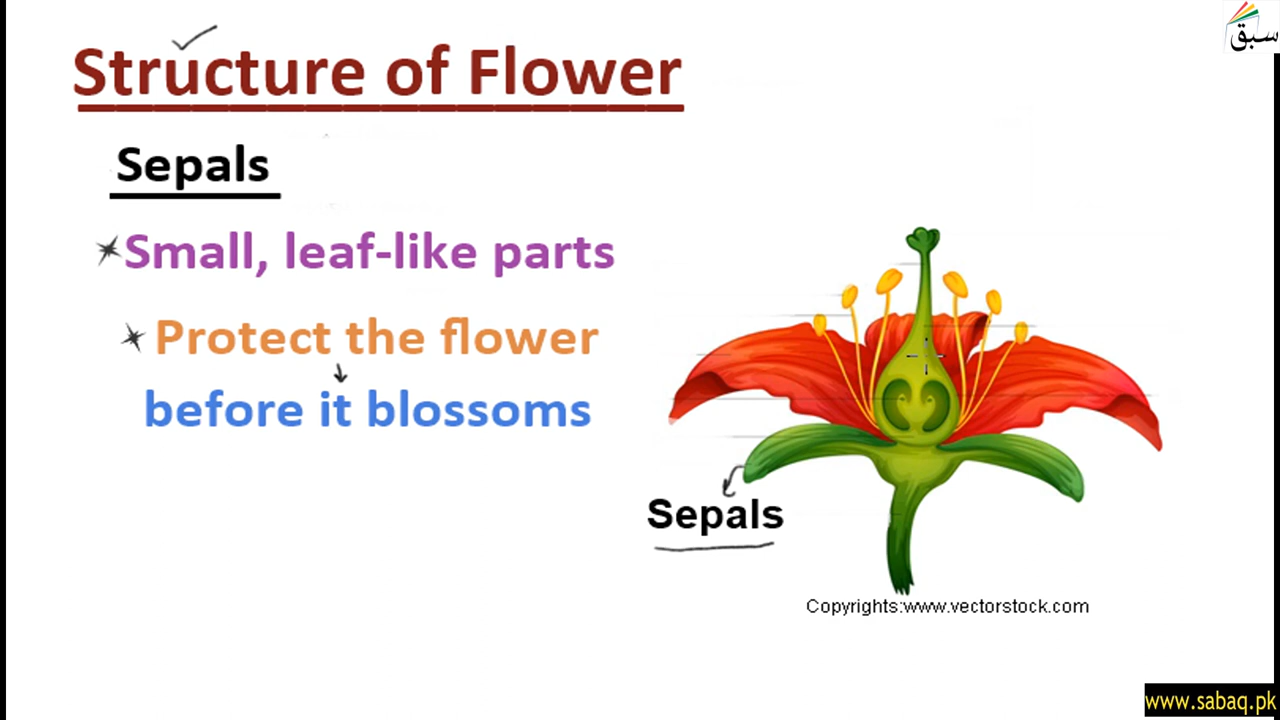 سبق
Structure of Flower
Sepals
Small, leaf-like parts
Protect the flower
before it blossoms
Sepals
Copyrights:www.vectorstock.com
www.sabaq.pk